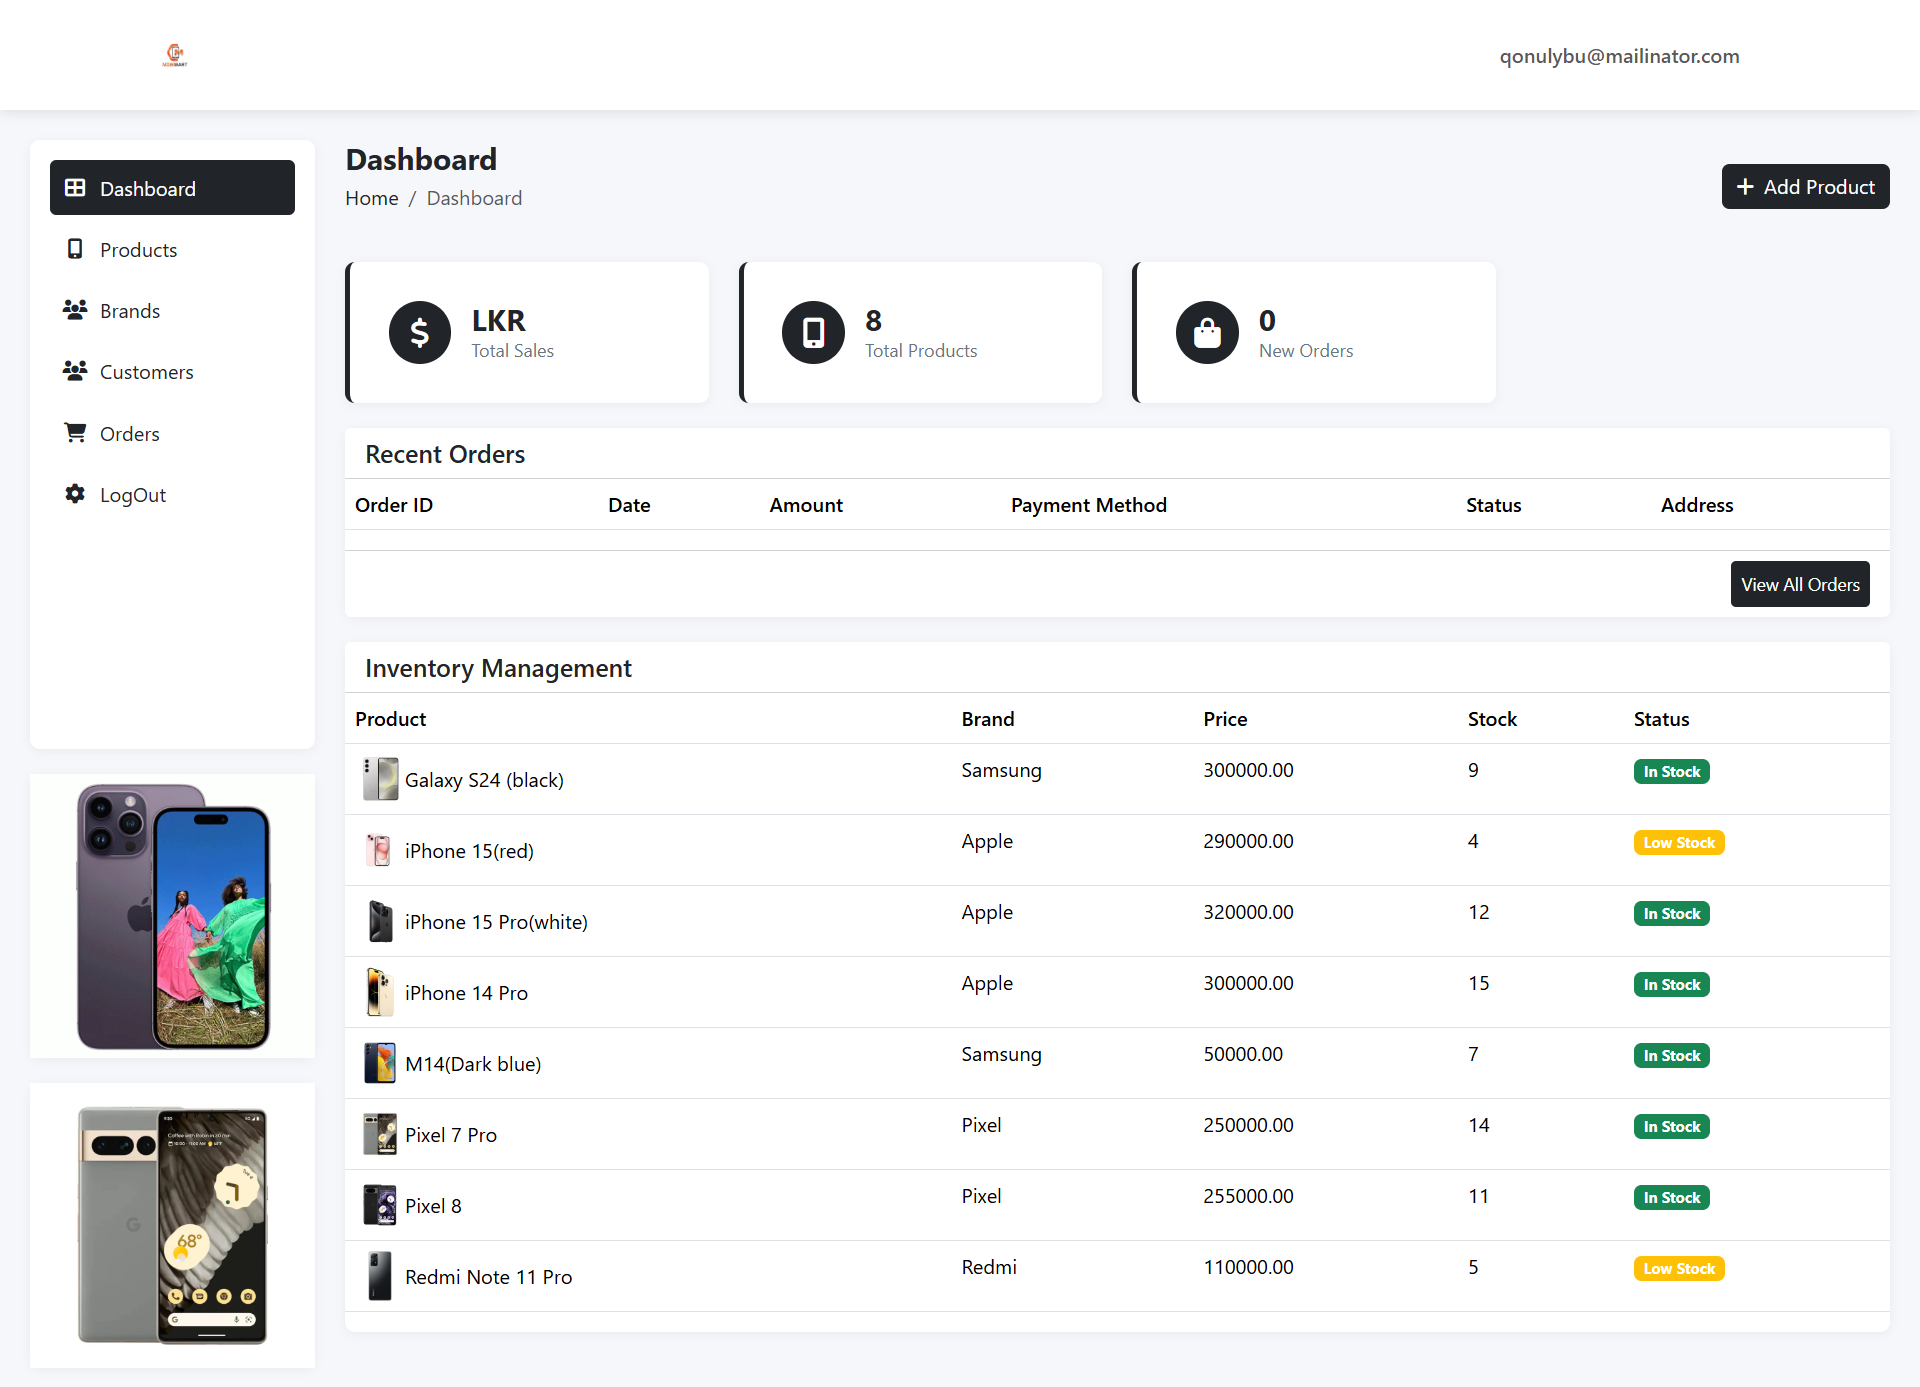 qonulybu@mailinator.com
Dashboard
Products
Brands
Customers
Orders
LogOut
Dashboard
Home / Dashboard
Add Product
LKR
Total Sales
8
Total Products
0
New Orders
Recent Orders
Order ID Date Amount Payment Method Status Address
View All Orders
Inventory Management
Product Brand Price Stock Status
Galaxy S24 (black) Samsung 300000.00 9 In Stock
iPhone 15(red) Apple 290000.00 4 Low Stock
iPhone 15 Pro(white) Apple 320000.00 12 In Stock
iPhone 14 Pro Apple 300000.00 15 In Stock
M14(Dark blue) Samsung 50000.00 7 In Stock
Pixel 7 Pro Pixel 250000.00 14 In Stock
Pixel 8 Pixel 255000.00 11 In Stock
Redmi Note 11 Pro Redmi 110000.00 5 Low Stock
68°